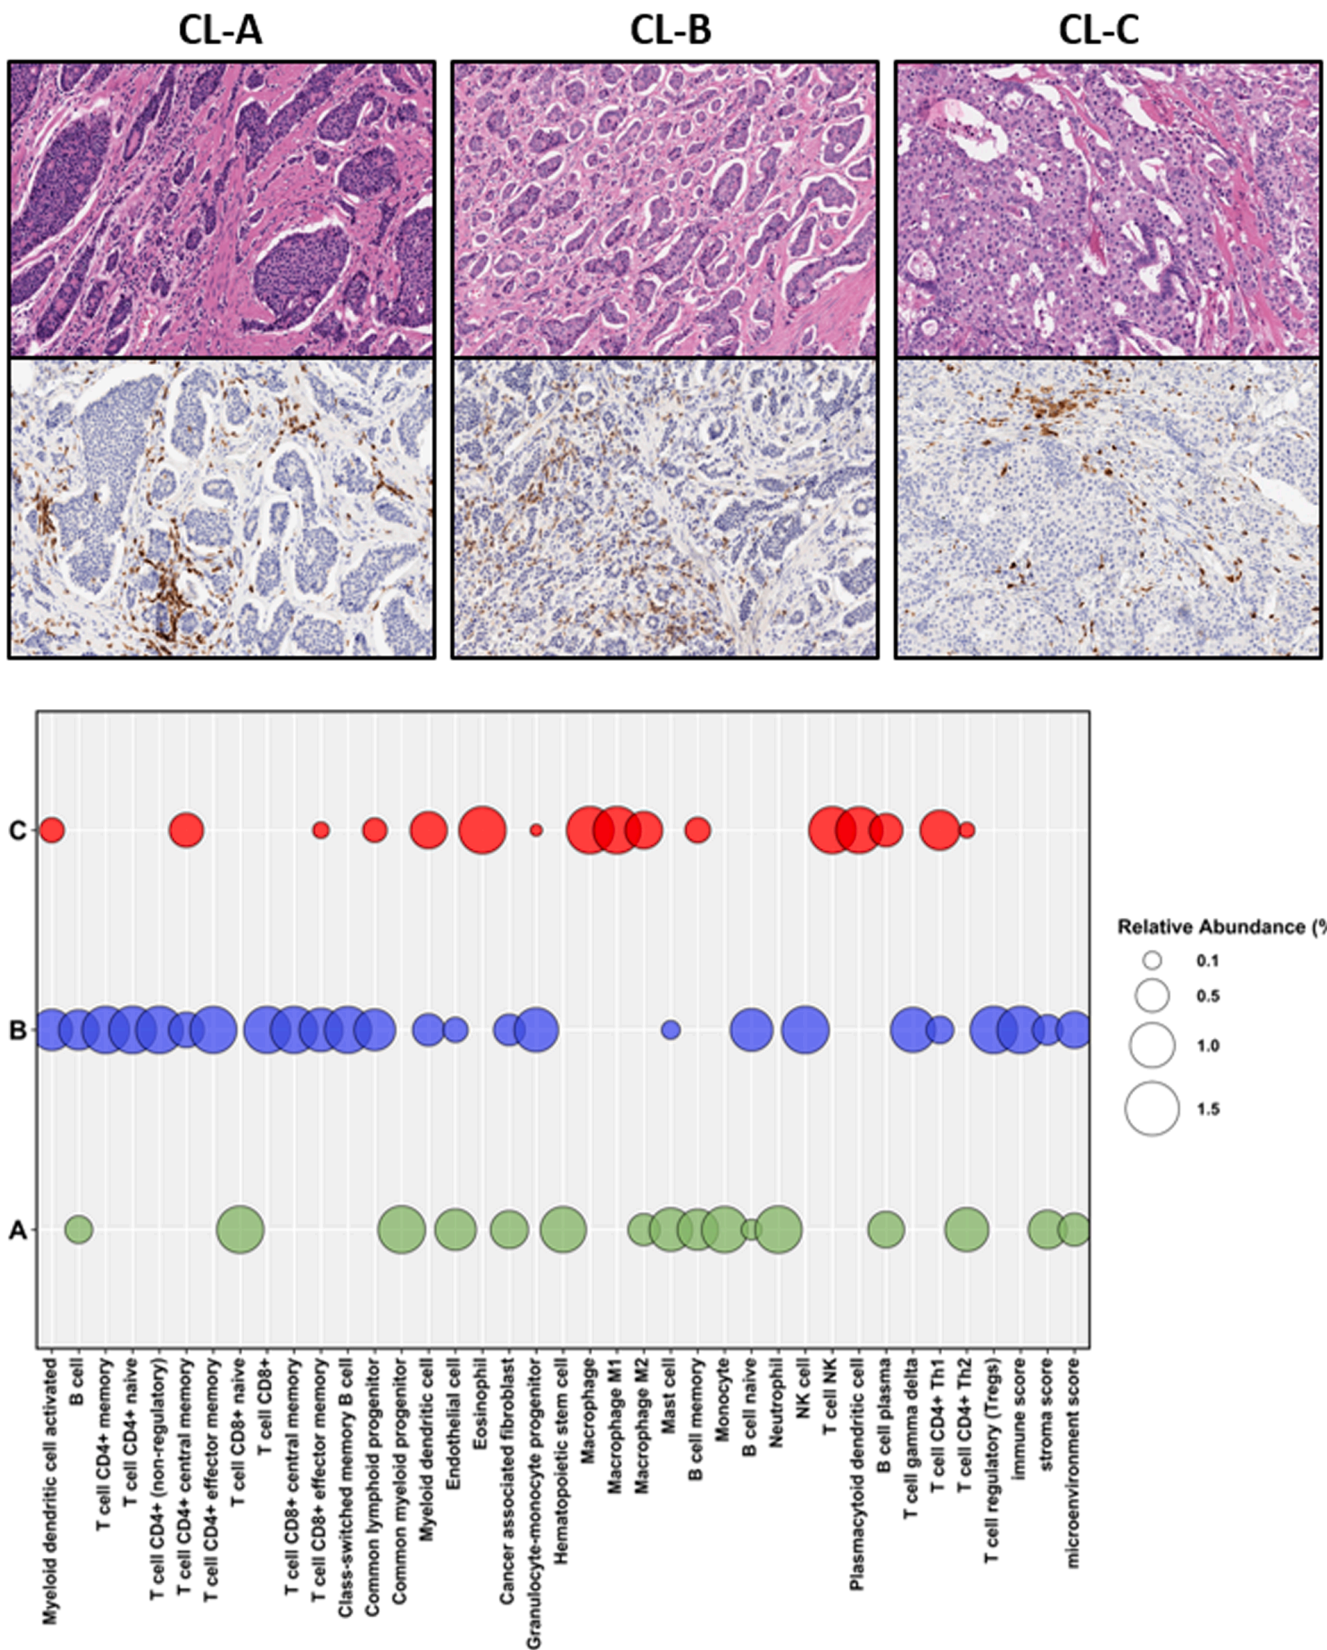 CL-A
CL-B
CL-C
C
B
A
Relative Abundance (%
0.1
0.5
1.0
1.5
Myeloid dendritic cell activated
B cell
T cell CD4+ memory
T cell CD4+ naive
T cell CD4+ (non-regulatory)
T cell CD4+ central memory
T cell CD4+ effector memory
T cell CD8+ naive
T cell CD8+
T cell CD8+ central memory
T cell CD8+ effector memory
Class-switched memory B cell
Common lymphoid progenitor
Common myeloid progenitor
Myeloid dendritic cell
Endothelial cell
Eosinophil
Cancer associated fibroblast
Granulocyte-monocyte progenitor
Hematopoietic stem cell
Macrophage
Macrophage M1
Macrophage M2
Mast cell
B cell memory
Monocyte
B cell naive
Neutrophil
NK cell
T cell NK
Plasmacytoid dendritic cell
B cell plasma
T cell gamma delta
T cell CD4+ Th1
T cell CD4+ Th2
T cell regulatory (Tregs)
immune score
stroma score
microenvironment score